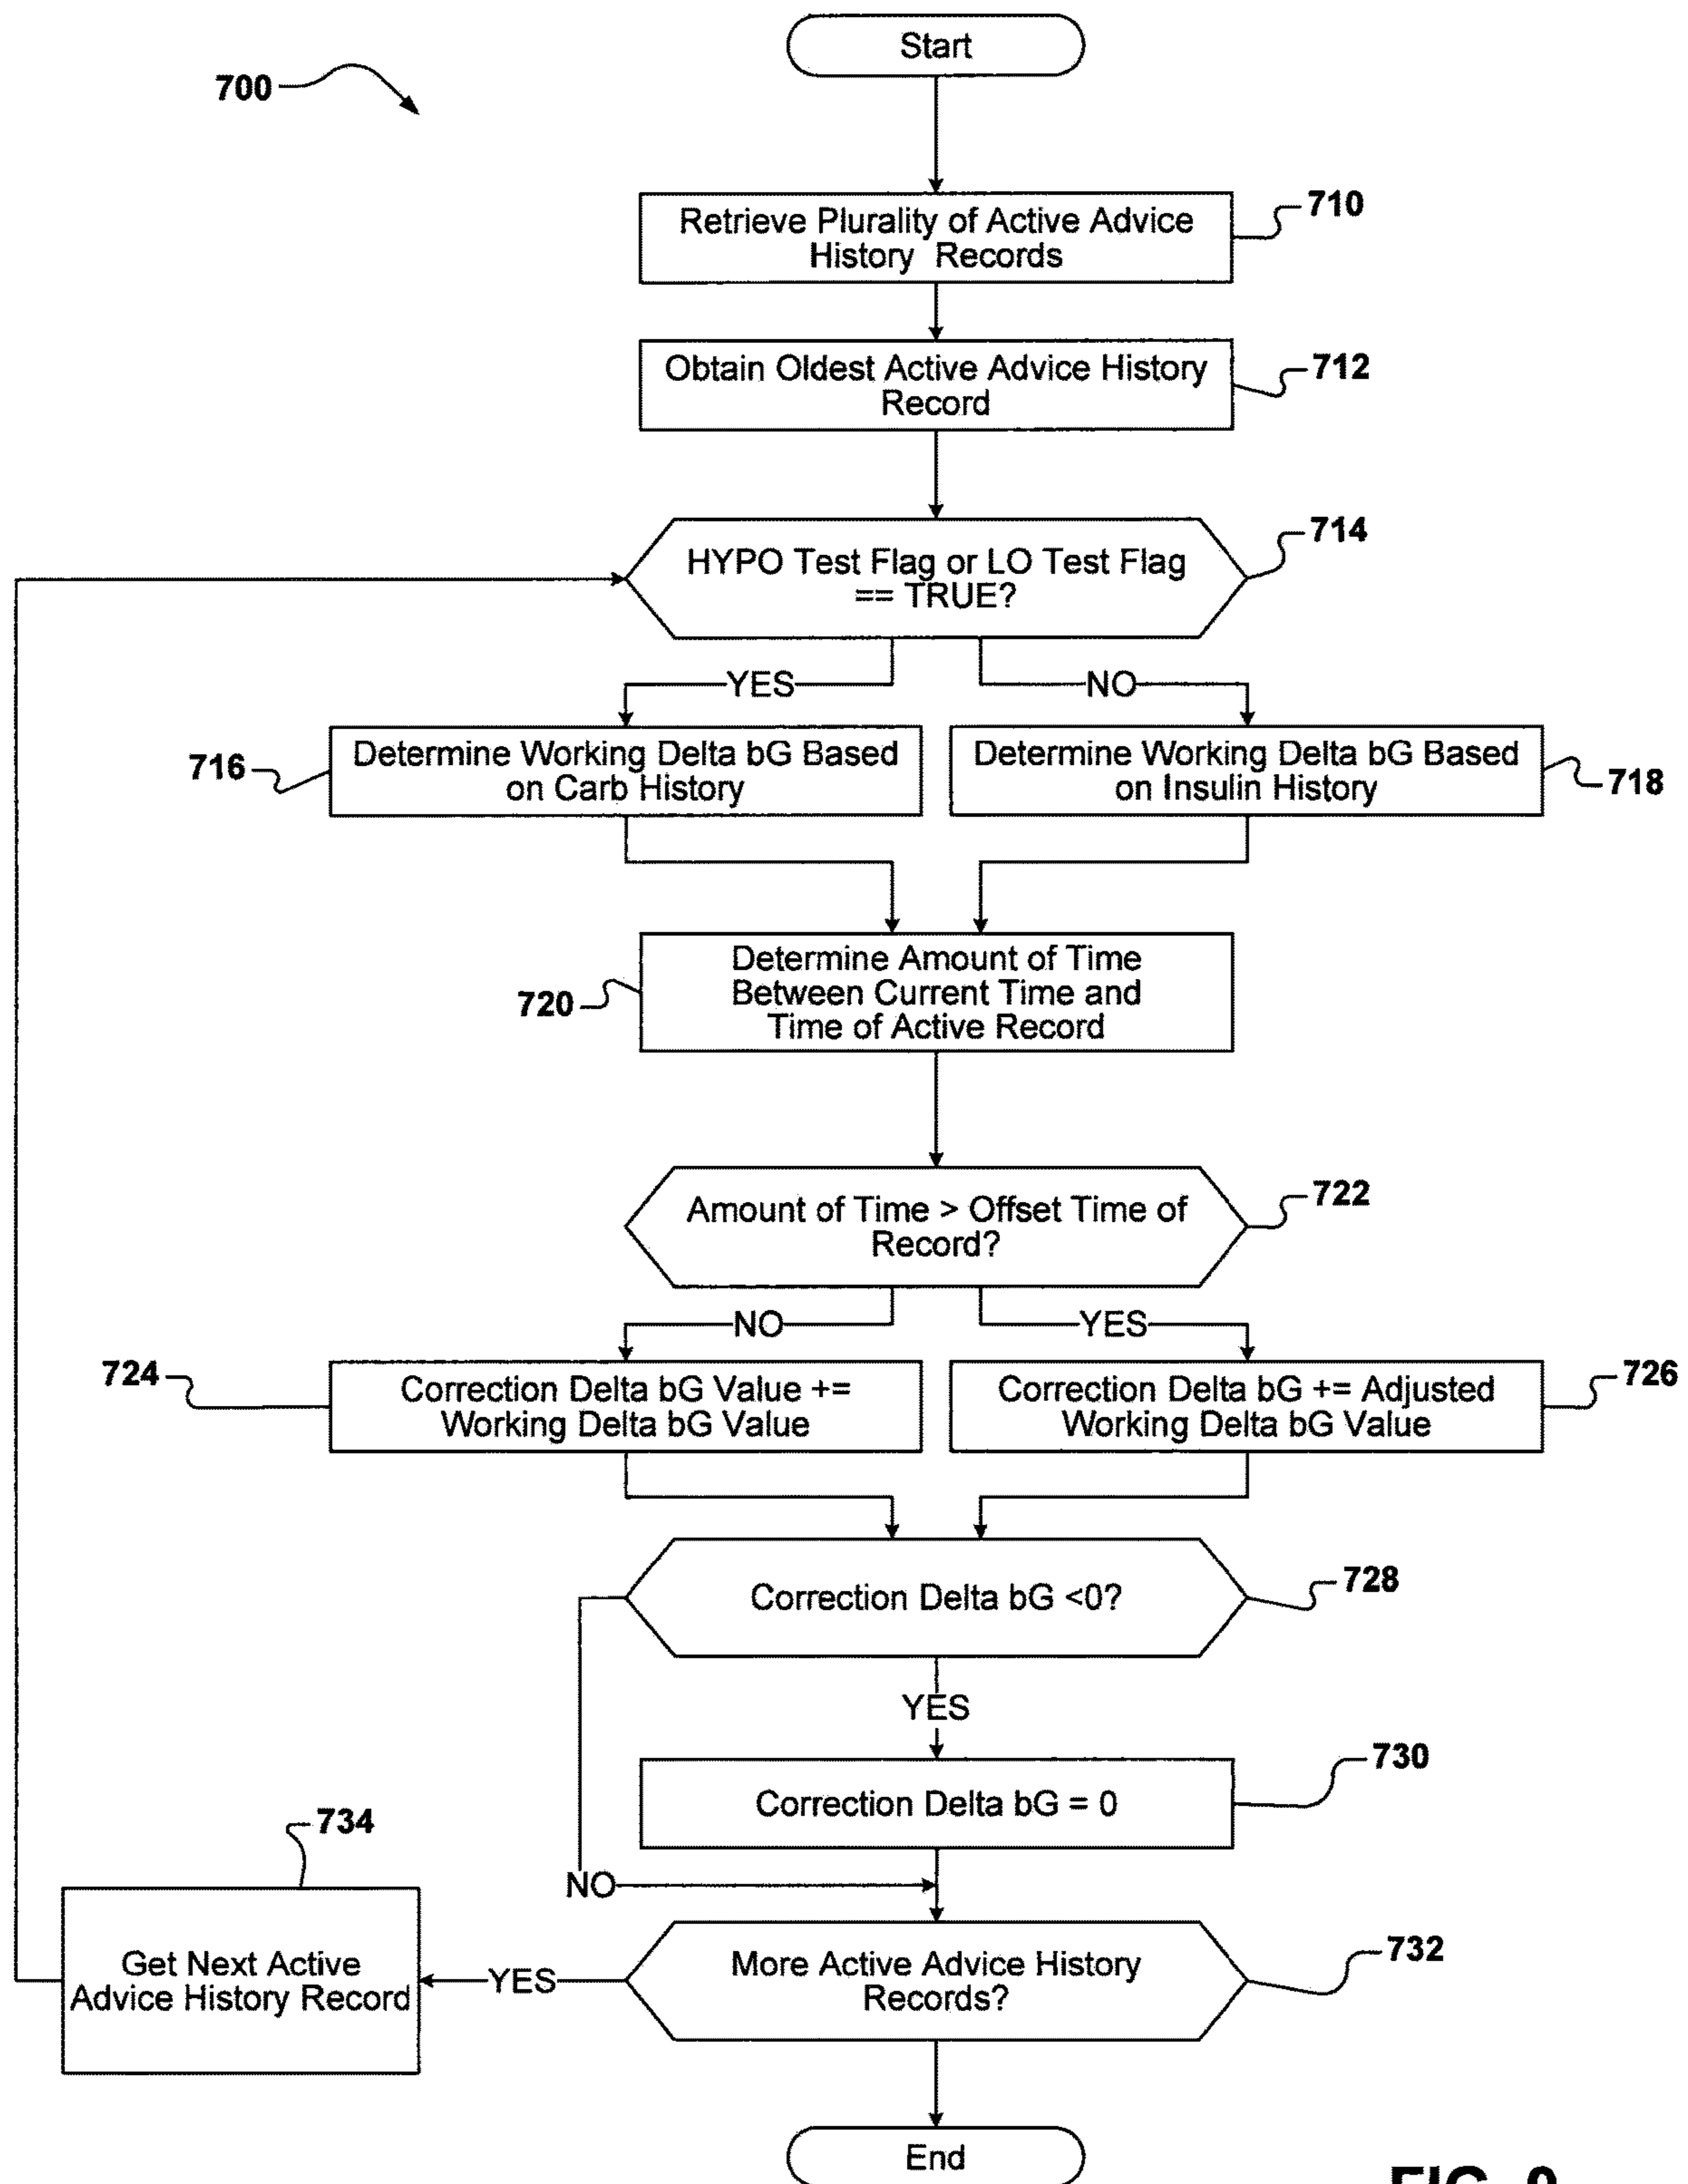 Start
700
Retrieve Plurality of Active Advice
History Records
710
Obtain Oldest Active Advice History
Record
712
HYPO Test Flag or LO Test Flag
== TRUE?
714
YES
NO
Determine Working Delta bG Based
on Carb History
716
Determine Working Delta bG Based
on Insulin History
718
Determine Amount of Time
Between Current Time and
Time of Active Record
720
Amount of Time > Offset Time of
Record?
722
NO
YES
724
Correction Delta bG Value +=
Working Delta bG Value
Correction Delta bG += Adjusted
Working Delta bG Value
726
Correction Delta bG <0?
728
YES
Correction Delta bG = 0
730
NO
734
Get Next Active
Advice History Record
YES
More Active Advice History
Records?
732
End